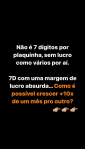 Não é 7 dígitos por
plaquinha, sem lucro
como vários por aí.
7D com uma margem de
lucro absurda... Como é
possível crescer +10x
de um mês pro outro?
👉🏼👉🏼👉🏼